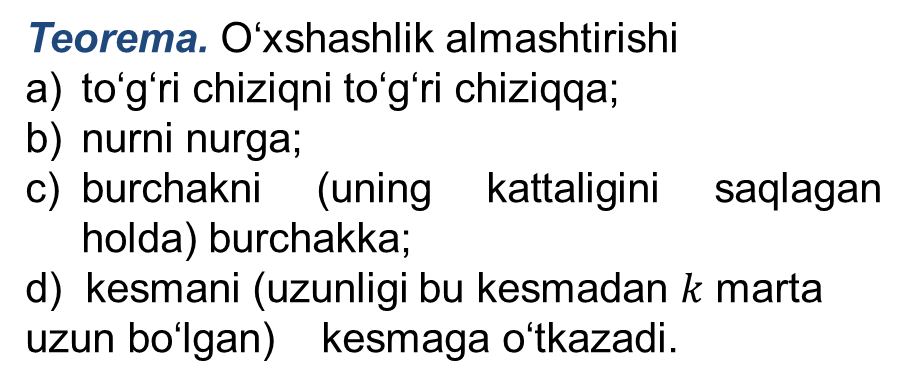 Teorema. O‘xshashlik almashtirishi
a) to‘g‘ri chiziqni to‘g‘ri chiziqqa;
b) nurni nurga;
c) burchakni (uning kattaligini saqlagan
holda) burchakka;
d) kesmani (uzunligi bu kesmadan k marta
uzun bo‘lgan) kesmaga o‘tkazadi.